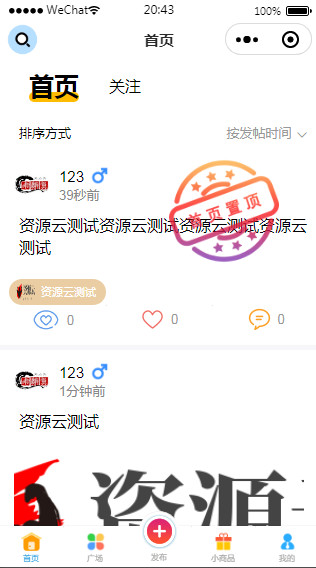 WeChat 20:43 100%
首页
首页 关注
排序方式 按发帖时间
123
39秒前
首页置顶
资源云测试资源云测试资源云测试资源云
测试
资源云测试
0 0 0
123
1分钟前
资源云测试
资源
首页 广场 发布 小商品 我的